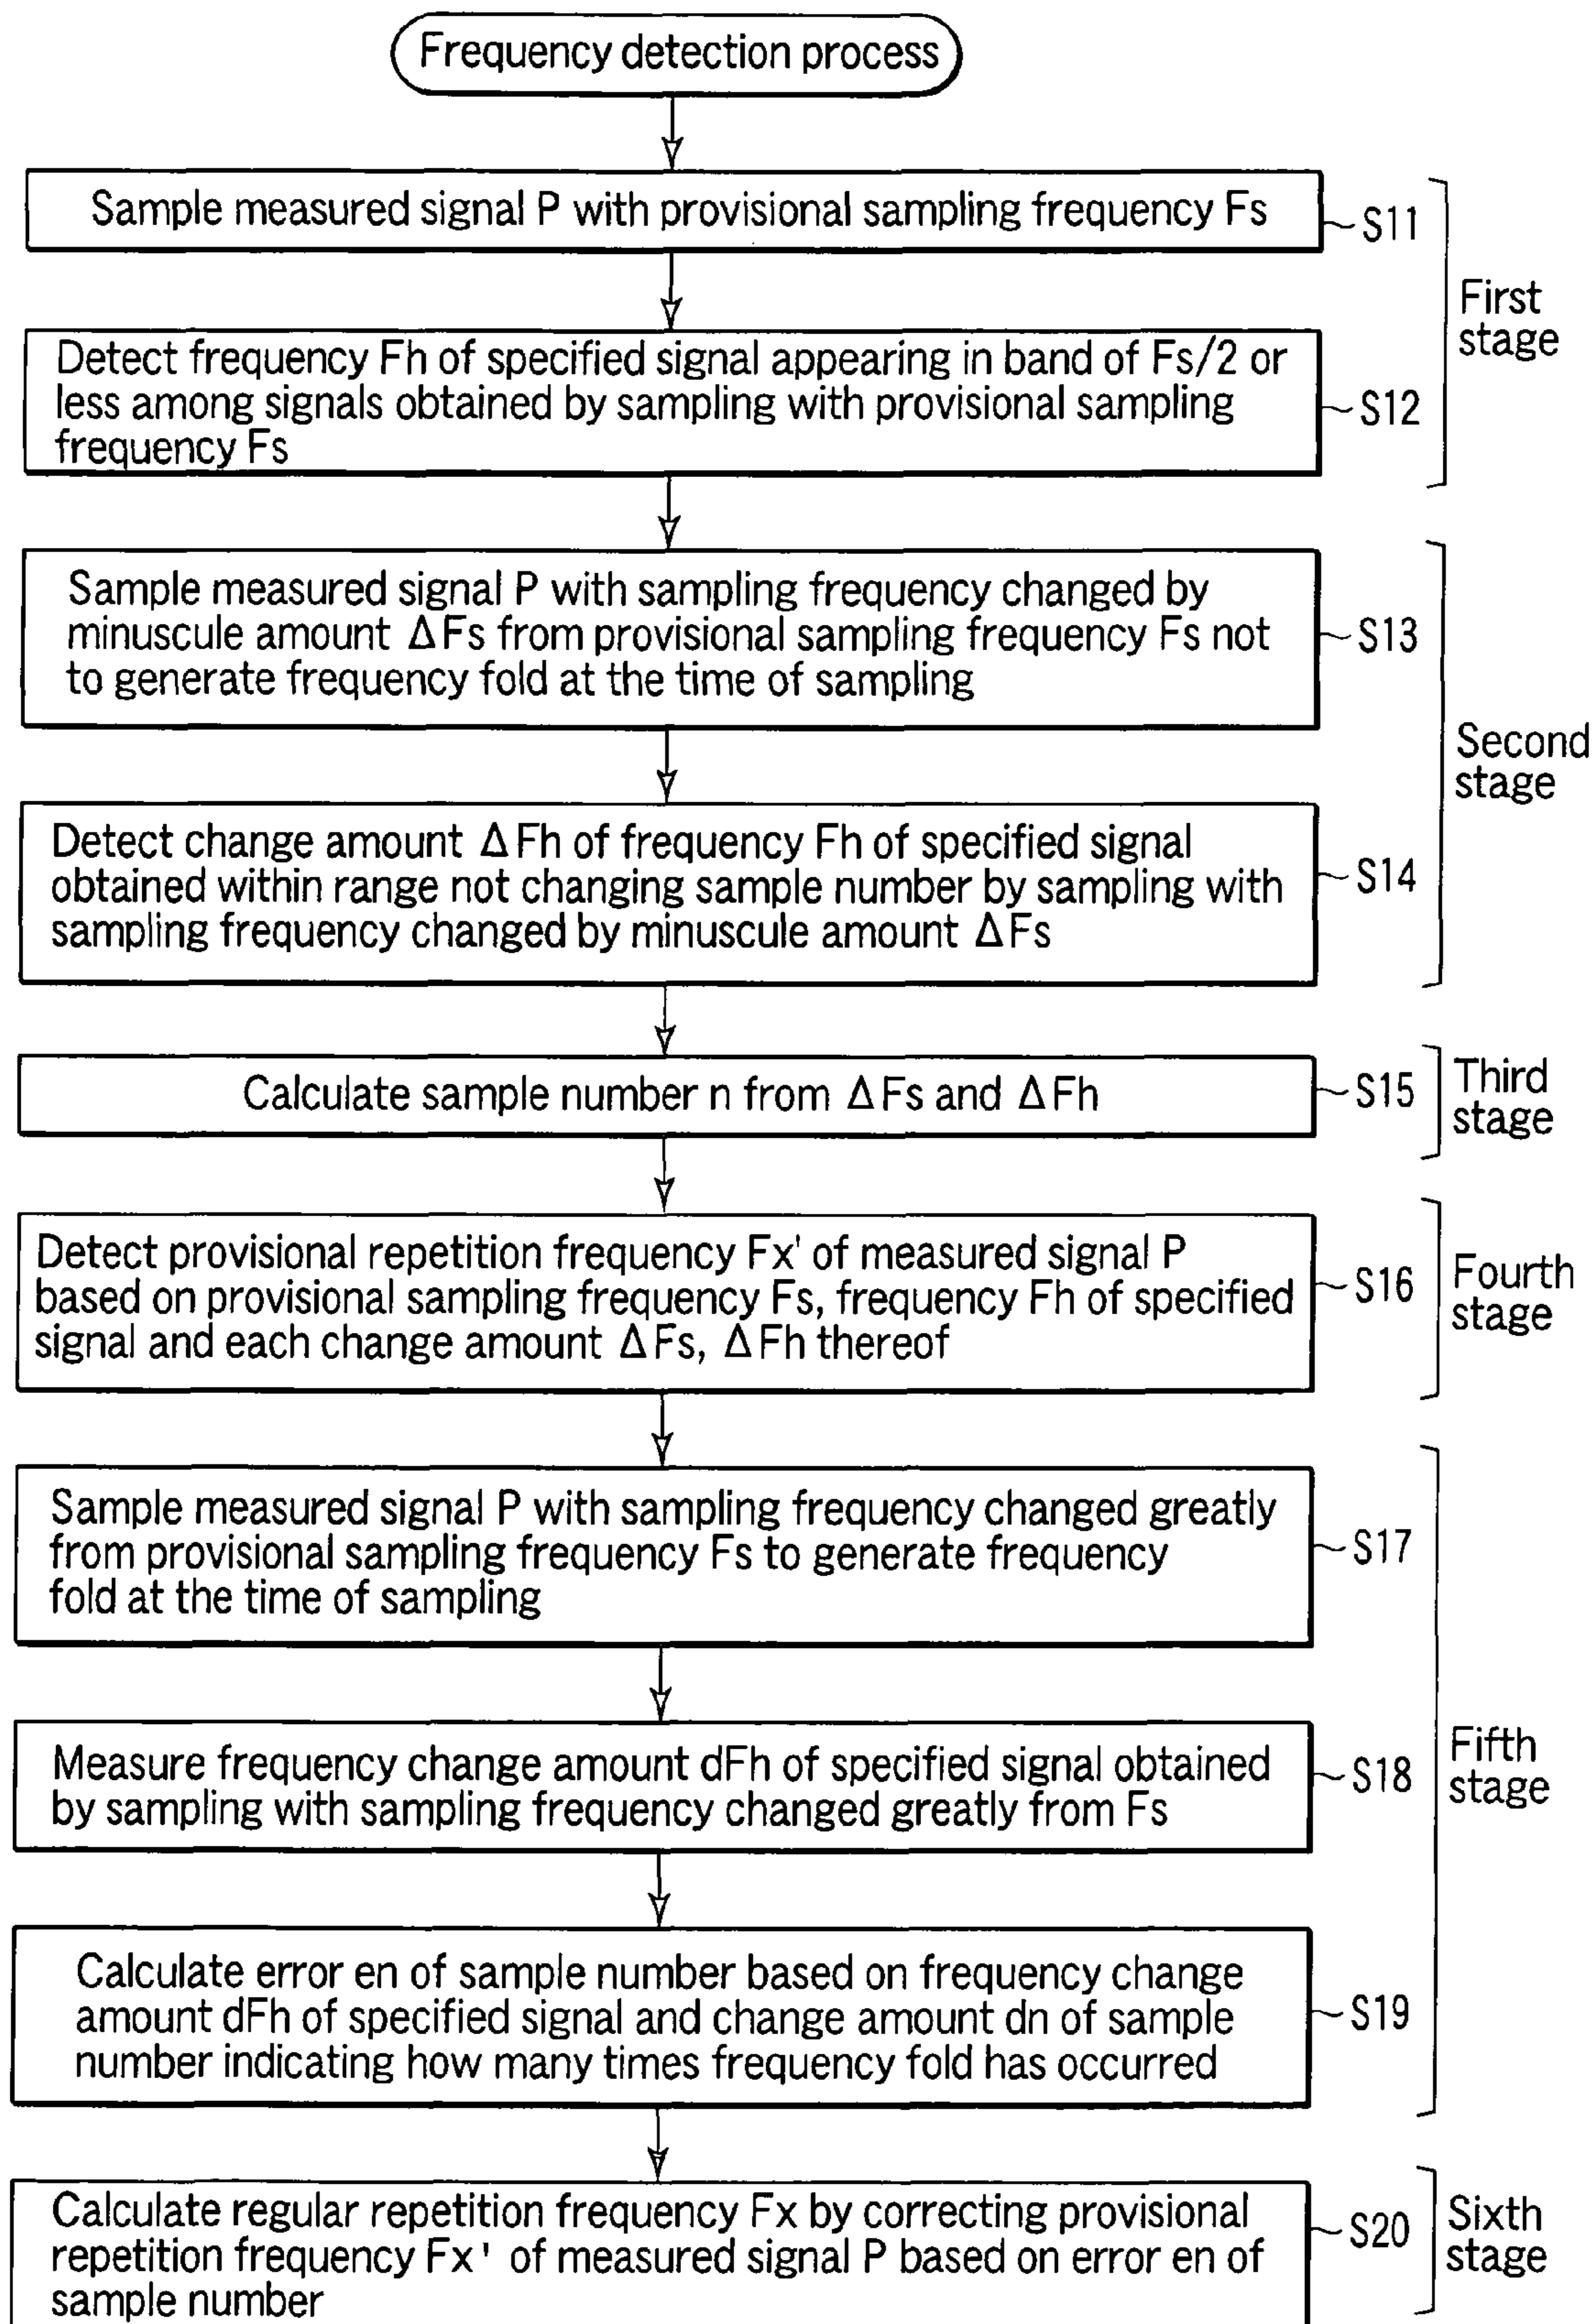 Frequency detection process
Sample measured signal P with provisional sampling frequency Fs
S11
First
stage
Detect frequency Fh of specified signal appearing in band of Fs/2 or
less among signals obtained by sampling with provisional sampling
frequency Fs
S12
Sample measured signal P with sampling frequency changed by
minuscule amount ΔFs from provisional sampling frequency Fs not
to generate frequency fold at the time of sampling
S13
Second
stage
Detect change amount ΔFh of frequency Fh of specified signal
obtained within range not changing sample number by sampling with
sampling frequency changed by minuscule amount ΔFs
S14
Calculate sample number n from ΔFs and ΔFh
S15
Third
stage
Detect provisional repetition frequency Fx' of measured signal P
based on provisional sampling frequency Fs, frequency Fh of specified
signal and each change amount ΔFs, ΔFh thereof
S16
Fourth
stage
Sample measured signal P with sampling frequency changed greatly
from provisional sampling frequency Fs to generate frequency
fold at the time of sampling
S17
Measure frequency change amount dFh of specified signal obtained
by sampling with sampling frequency changed greatly from Fs
S18
Fifth
stage
Calculate error en of sample number based on frequency change
amount dFh of specified signal and change amount dn of sample
number indicating how many times frequency fold has occurred
S19
Calculate regular repetition frequency Fx by correcting provisional
repetition frequency Fx' of measured signal P based on error en of
sample number
S20
Sixth
stage